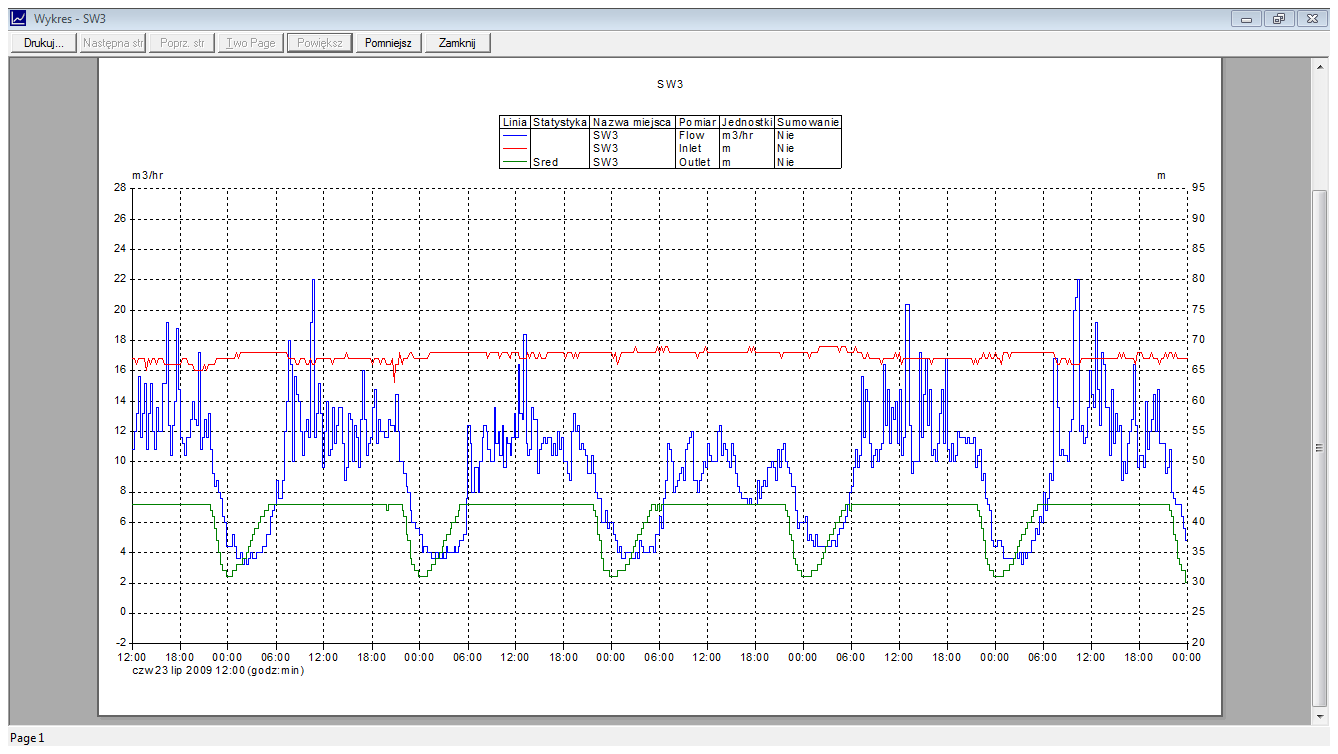 Wykres - SW3
Drukuj... Następna str Poprz. str Two Page Powiększ Pomniejsz Zamknij
SW3
Linia Statystyka Nazwa miejsca Pomiar Jednostki Sumowanie
SW3 Flow m3/hr Nie
SW3 Inlet m Nie
Sred SW3 Outlet m Nie
m3/hr m
28 95
26 90
24 85
22 80
20 75
18 70
16 65
14 60
12 55
10 50
8 45
6 40
4 35
2 30
0 25
-2 20
12:00 18:00 00:00 06:00 12:00 18:00 00:00 06:00 12:00 00:00 06:00 12:00 18:00 00:00 06:00 12:00 18:00 00:00 06:00 12:00 18:00 00:00
czw 23 lip 2009 12:00 (godz:min)
Page 1